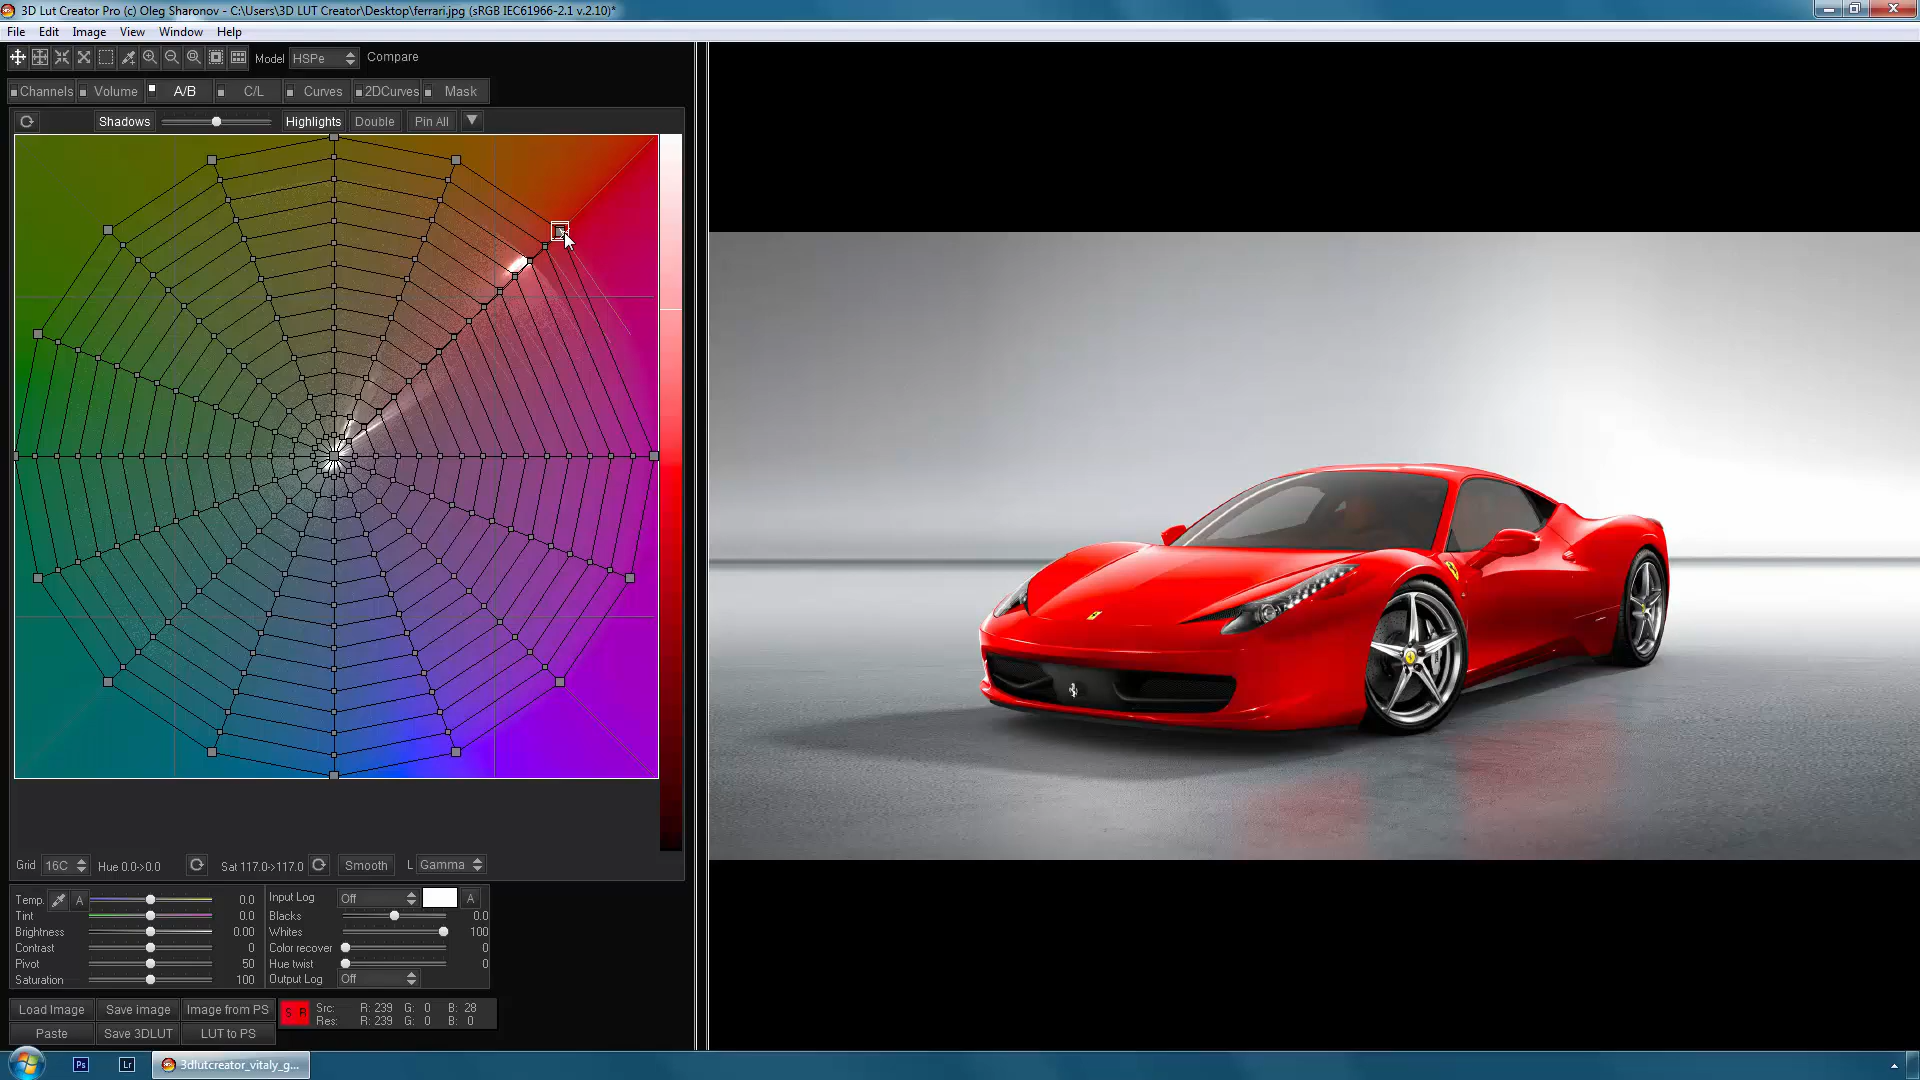 3D Lut Creator Pro (c) Oleg Sharonov - C:\Users\3D LUT Creator\Desktop\ferrari.jpg (sRGB IEC61966-2.1 v.2.10)*
File Edit Image View Window Help
Model HSPe Compare
Channels Volume A/B C/L Curves 2DCurves Mask
Shadows Highlights Double Pin All
Grid 16C Hue 0.0->0.0 Sat 117.0->117.0 Smooth L Gamma
Temp. A 0.0 Input Log Off A
Tint 0.0 Blacks 0.0
Brightness 0.00 Whites 100
Contrast 0 Color recover 0
Pivot 50 Hue twist 0
Saturation 100 Output Log Off
Load Image Save image Image from PS S R Src: R: 239 G: 0 B: 28
Res: R: 239 G: 0 B: 0
Paste Save 3DLUT LUT to PS
Ps Lr 3dlutcreator_vitaly_g...